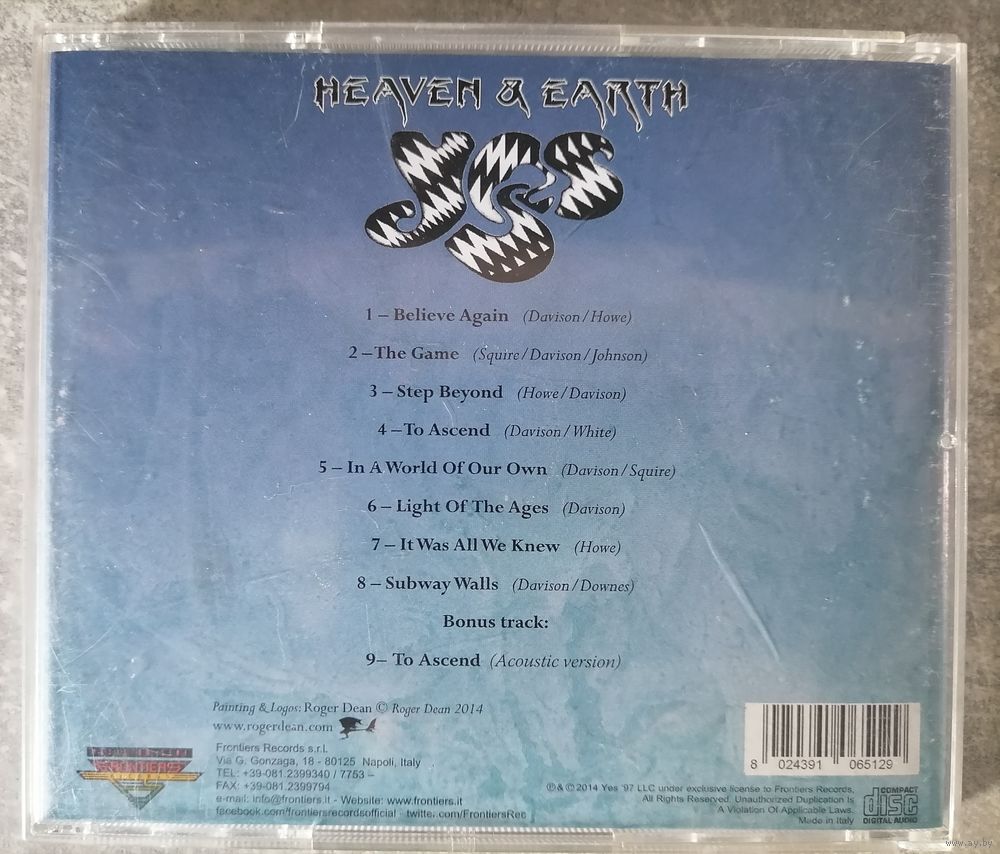 HEAVEN & EARTH
YES
1 – Believe Again (Davison / Howe)
2 –The Game (Squire / Davison / Johnson)
3 – Step Beyond (Howe / Davison)
4 –To Ascend (Davison / White)
5 – In A World Of Our Own (Davison / Squire)
6 – Light Of The Ages (Davison)
7 – It Was All We Knew (Howe)
8 – Subway Walls (Davison / Downes)
Bonus track:
9– To Ascend (Acoustic version)
Painting & Logos: Roger Dean © Roger Dean 2014
www.rogerdean.com
FRONTIERS
Frontiers Records s.r.l.
Via G. Gonzaga, 18 - 80125 Napoli, Italy
TEL: +39-081.2399340 / 7753 –
FAX: +39-081.2399794
e-mail: info@frontiers.it - Website: www.frontiers.it
facebook.com/frontiersrecordsofficial - twitter.com/FrontiersRec
8 024391 065129
℗ & © 2014 Yes '97 LLC under exclusive license to Frontiers Records,
All Rights Reserved. Unauthorized Duplication Is
A Violation Of Applicable Laws.
Made in Italy
COMPACT
disc
DIGITAL AUDIO
www.ay.by